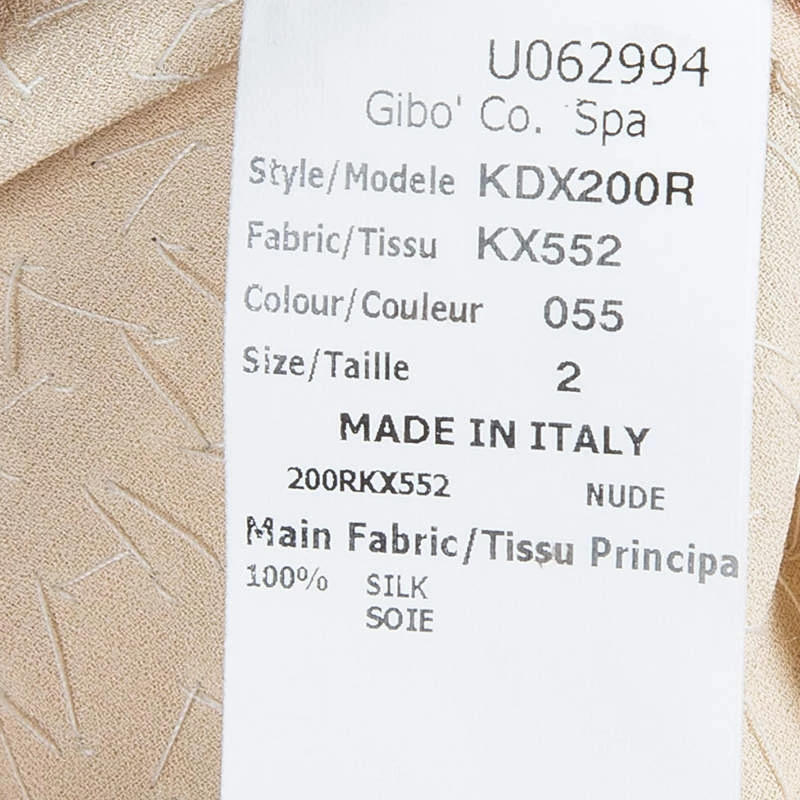 U062994
Gibo' Co. Spa
Style/Modele KDX200R
Fabric/Tissu KX552
Colour/Couleur 055
Size/Taille 2
MADE IN ITALY
200RKX552 NUDE
Main Fabric/Tissu Principa
100% SILK
SOIE